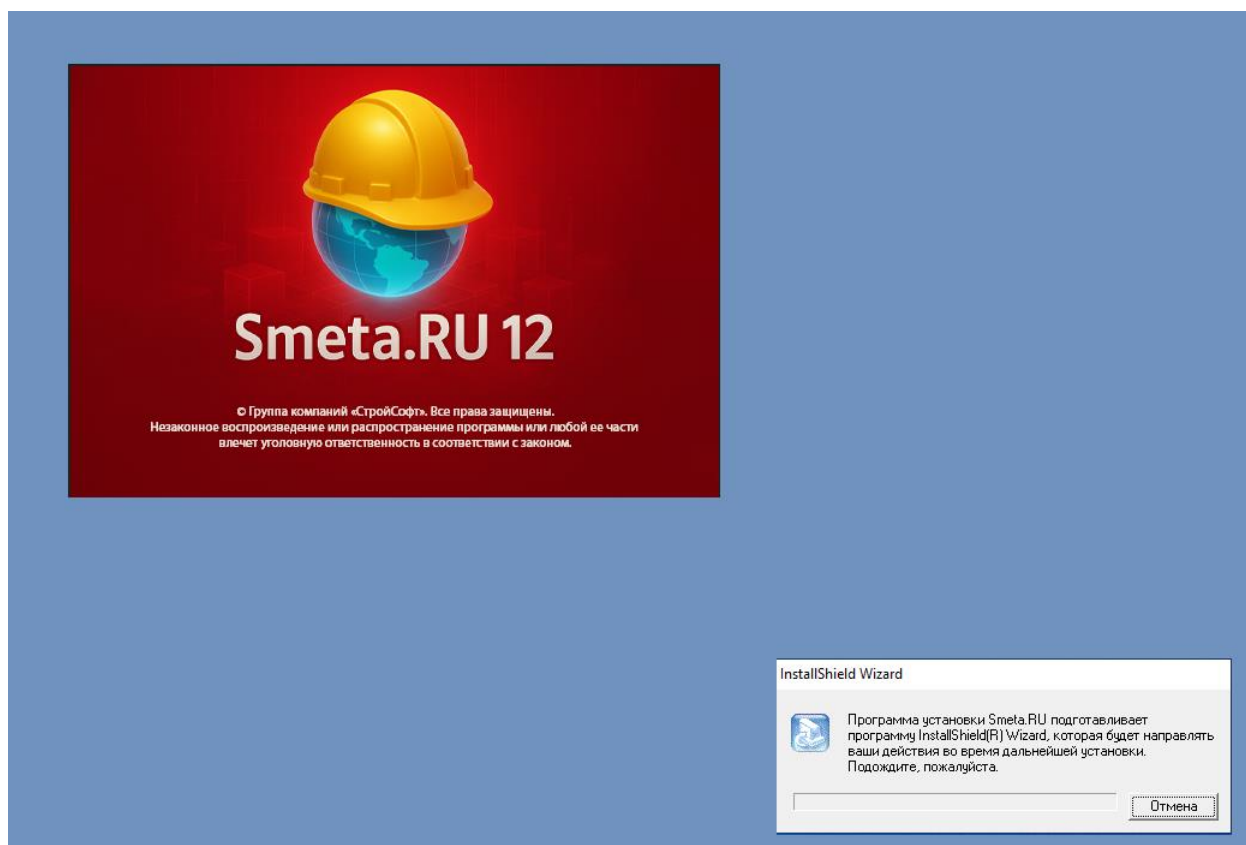 Smeta.RU 12
© Группа компаний «СтройСофт». Все права защищены.
Незаконное воспроизведение или распространение программы или любой ее части
влечет уголовную ответственность в соответствии с законом.
InstallShield Wizard
Программа установки Smeta.RU подготавливает
программу InstallShield(R) Wizard, которая будет направлять
ваши действия во время дальнейшей установки.
Подождите, пожалуйста.
Отмена